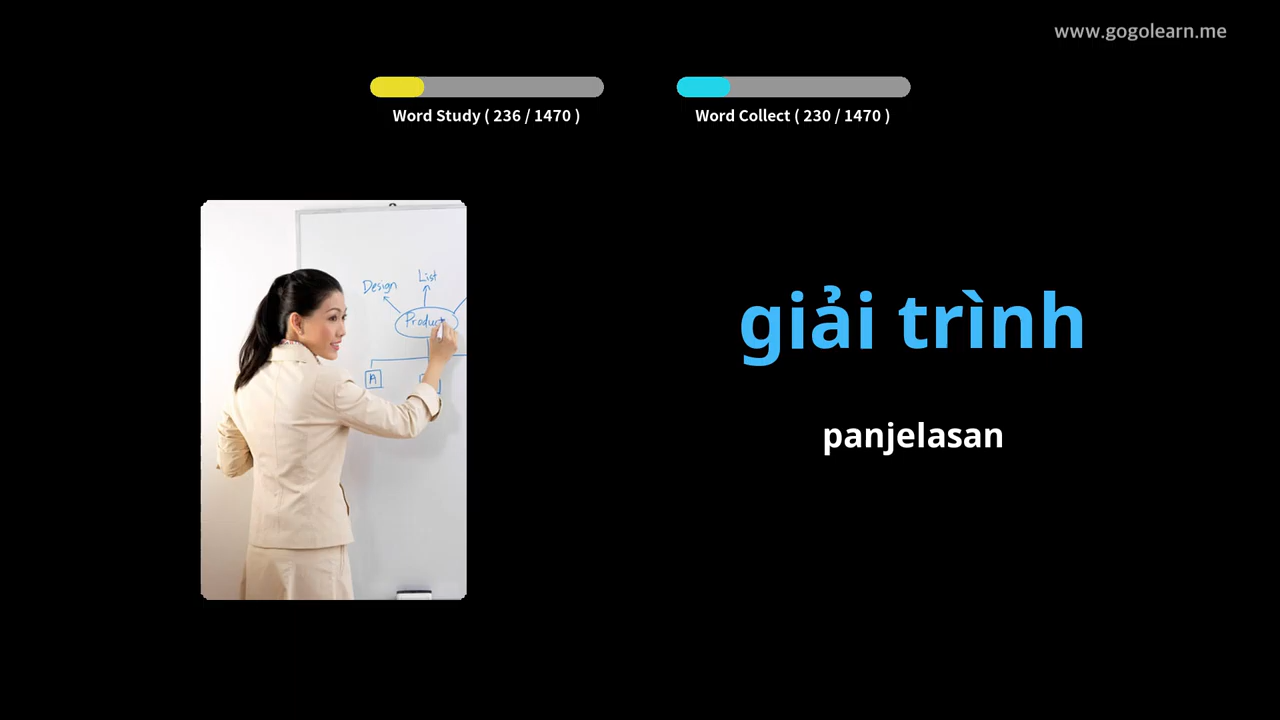 www.gogolearn.me
Word Study ( 236 / 1470 )
Word Collect ( 230 / 1470 )
List
Design
Product
A
giải trình
panjelasan